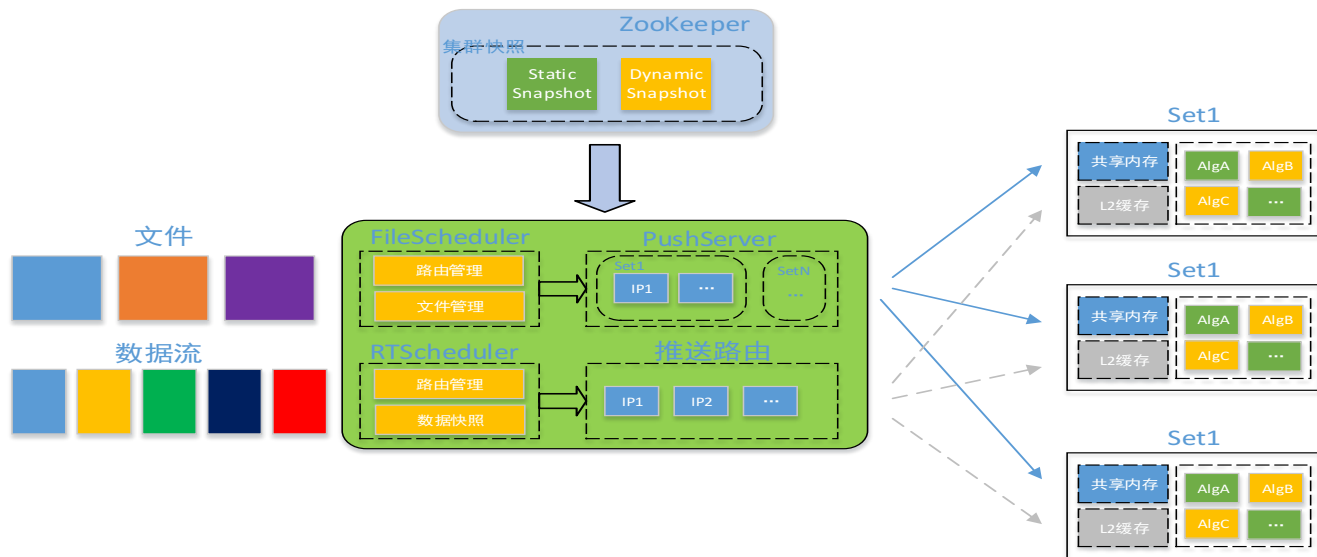 ZooKeeper
集群快照
Static
Snapshot
Dynamic
Snapshot
文件
数据流
FileScheduler
路由管理
文件管理
PushServer
Set1
IP1
...
SetN
...
RTScheduler
路由管理
数据快照
推送路由
IP1
IP2
...
Set1
共享内存
L2缓存
AlgA
AlgB
AlgC
...
Set1
共享内存
L2缓存
AlgA
AlgB
AlgC
...
Set1
共享内存
L2缓存
AlgA
AlgB
AlgC
...